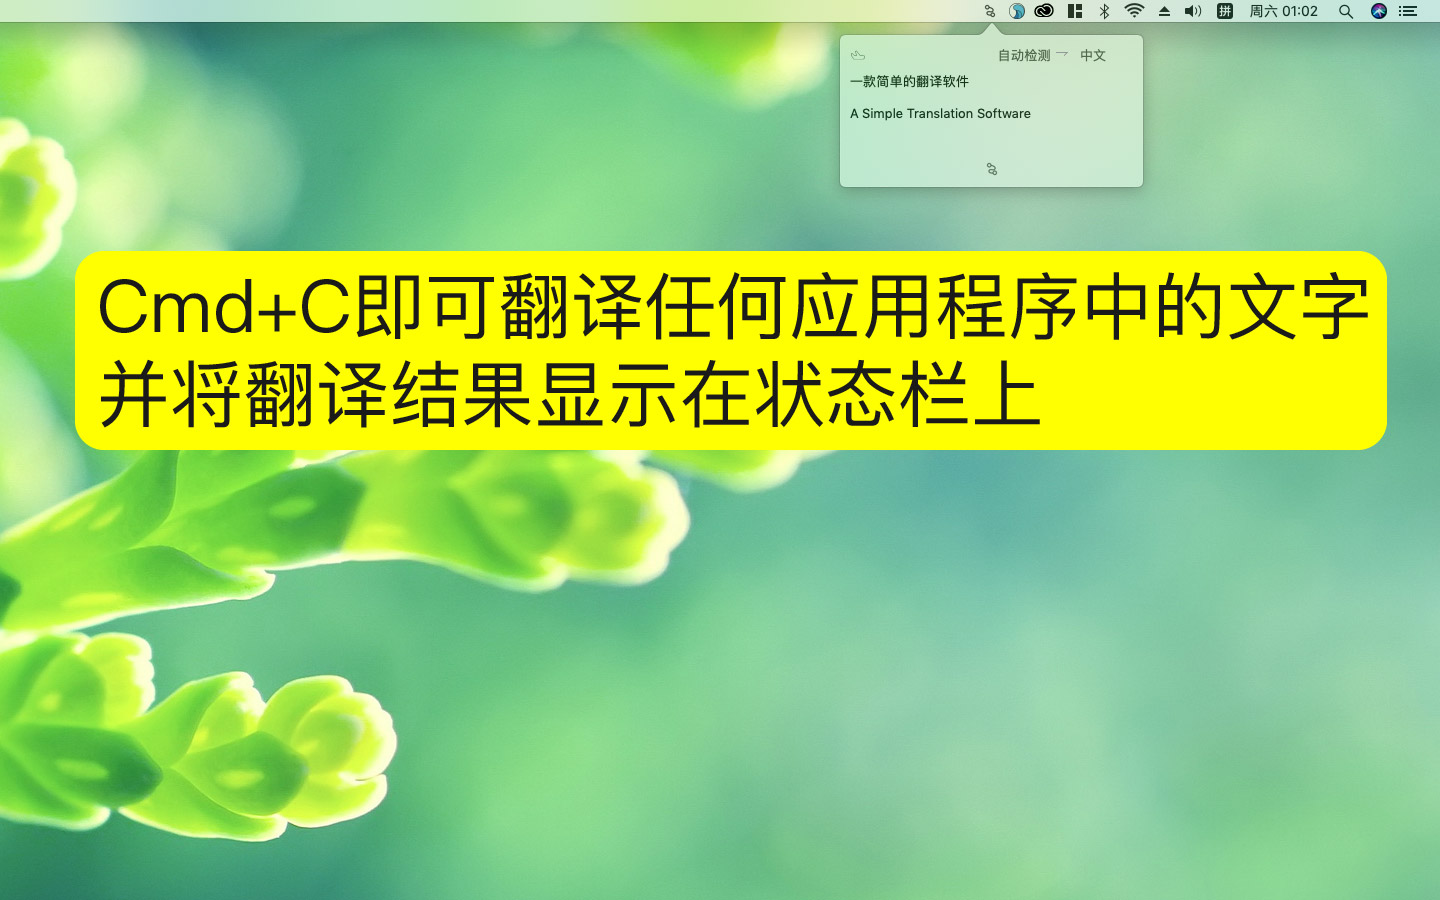 拼
周六 01:02
自动检测
中文
一款简单的翻译软件
A Simple Translation Software
Cmd+C即可翻译任何应用程序中的文字
并将翻译结果显示在状态栏上